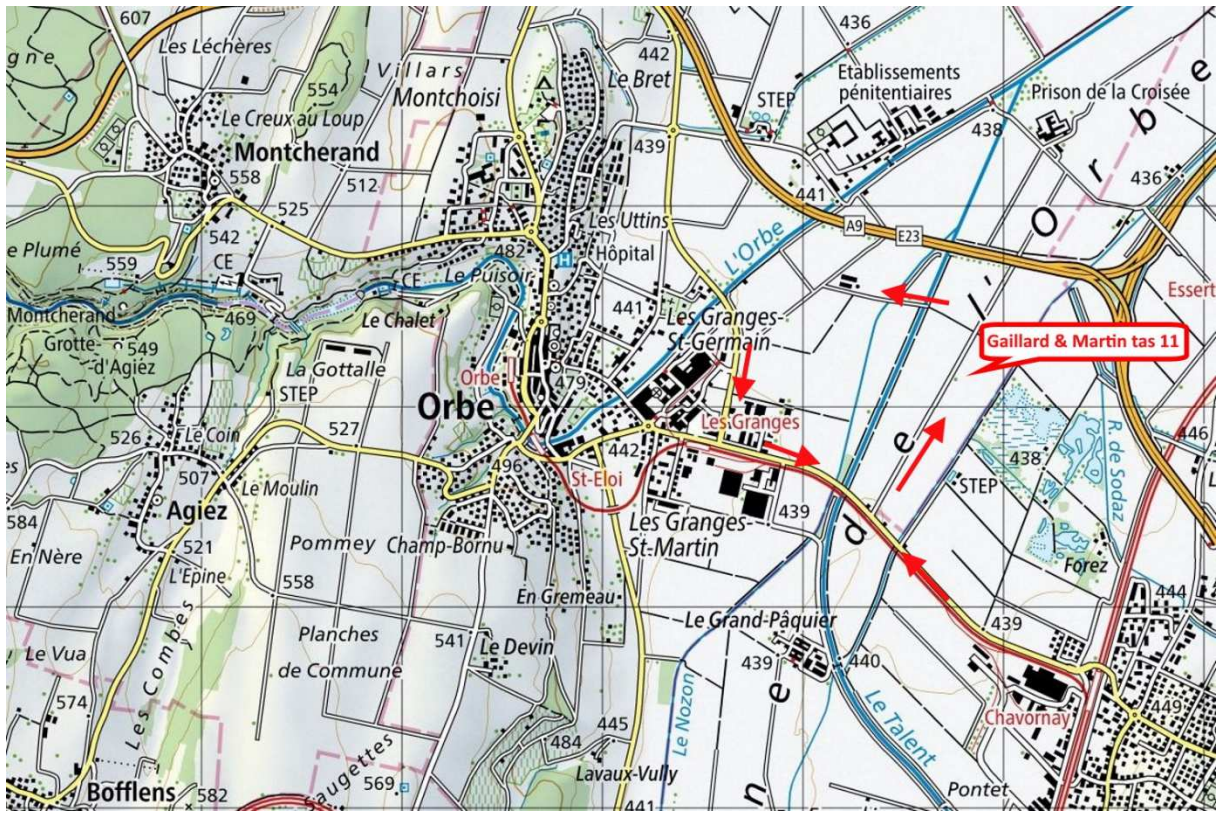 607
Les Léchères
gne
554
Villars
Montchoisi
442
Le Bret
436
Etablissements
pénitentiaires
STEP
Prison de la Croisée
438
Le Creux au Loup
Montcherand
558
512
439
441
436
525
Les Uttins
A9
E23
e Plumé
542
559
CE
482
Hôpital
H
L'Orbe
Le Puisoir
CE
441
Essert
Montcherand
469
Le Chalet
Les Granges-
St-Germain
Grotte
d'Agiez
549
La Gottalle
Gaillard & Martin tas 11
STEP
Orbe
479
Orbe
Les Granges
526
Le Coin
527
442
438
R. de Sodaz
446
507
Le Moulin
496
St-Eloi
STEP
584
Agiez
439
Les Granges-
St-Martin
En Nère
521
Pommey
Champ-Bornu
Forez
L'Epine
558
En Gremeau
444
Planches
de Commune
541
Le Devin
Le Grand-Pâquier
439
439
440
Le Vua
Les Combes
574
Le Nozon
Le Talent
Chavornay
449
445
484
Saugettes
Lavaux-Vully
569
Bofflens
582
441
Pontet
n e
d e
l ' O r b e